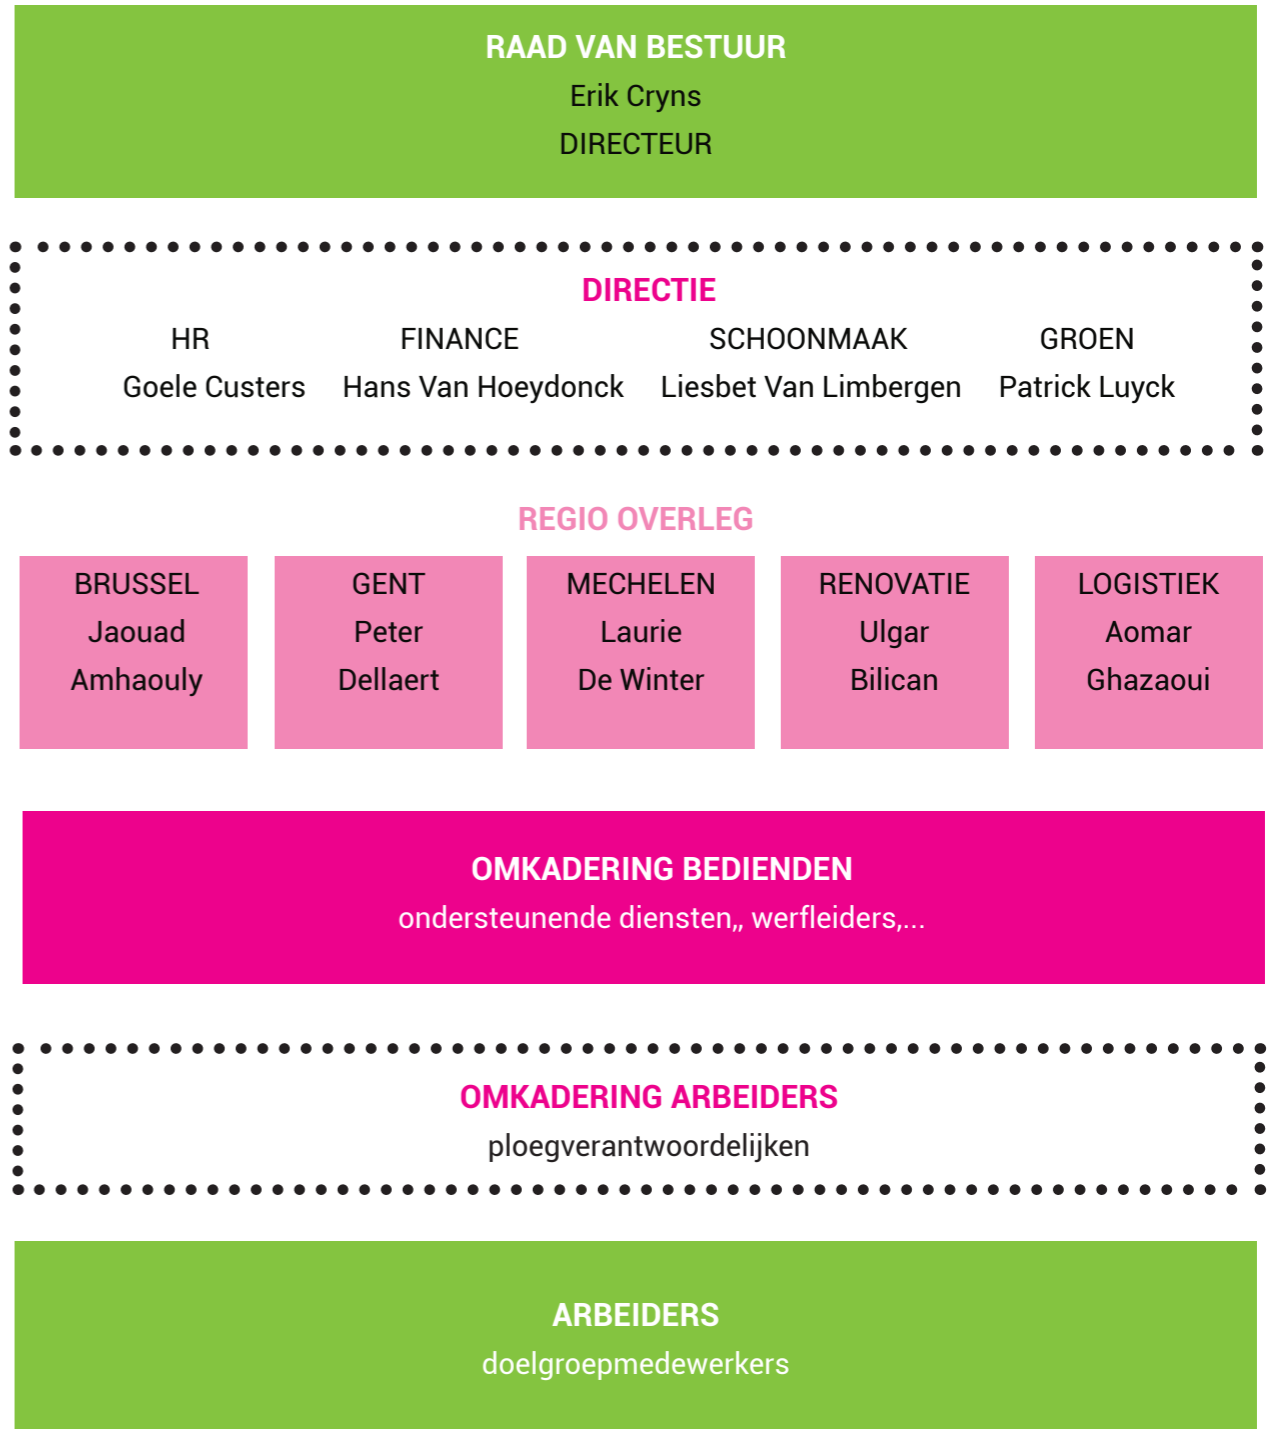 RAAD VAN BESTUUR
Erik Cryns
DIRECTEUR
DIRECTIE
HR FINANCE SCHOONMAAK GROEN
Goele Custers Hans Van Hoeydonck Liesbet Van Limbergen Patrick Luyck
REGIO OVERLEG
BRUSSEL
Jaouad
Amhaouly
GENT
Peter
Dellaert
MECHELEN
Laurie
De Winter
RENOVATIE
Ulgar
Bilican
LOGISTIEK
Aomar
Ghazaoui
OMKADERING BEDIENDEN
ondersteunende diensten,, werfleiders,...
OMKADERING ARBEIDERS
ploegverantwoordelijken
ARBEIDERS
doelgroepmedewerkers